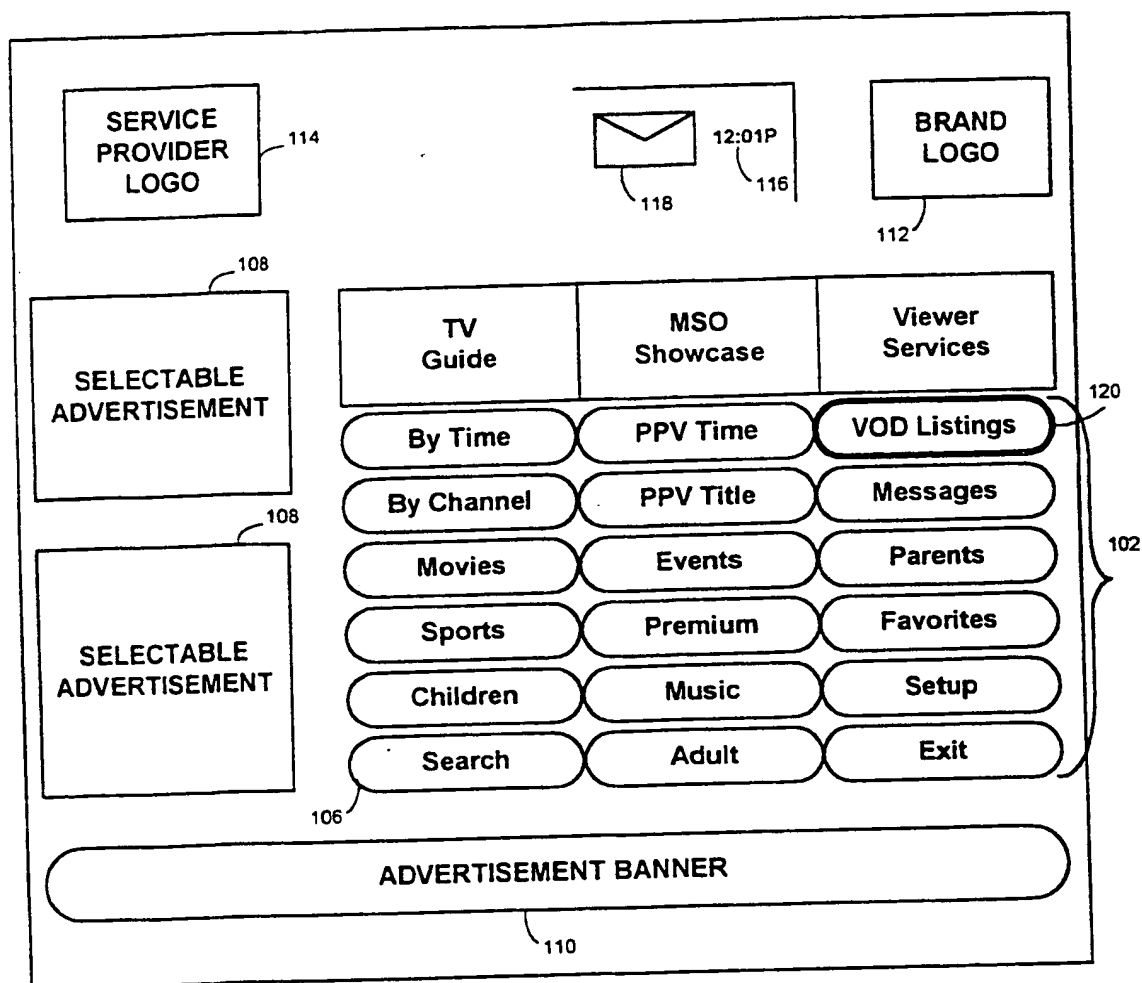 SERVICE
PROVIDER
LOGO
114
118
12:01P
116
BRAND
LOGO
112
108
SELECTABLE
ADVERTISEMENT
108
SELECTABLE
ADVERTISEMENT
TV
Guide
MSO
Showcase
Viewer
Services
120
By Time
PPV Time
VOD Listings
By Channel
PPV Title
Messages
Movies
Events
Parents
102
Sports
Premium
Favorites
Children
Music
Setup
Search
Adult
Exit
106
ADVERTISEMENT BANNER
110